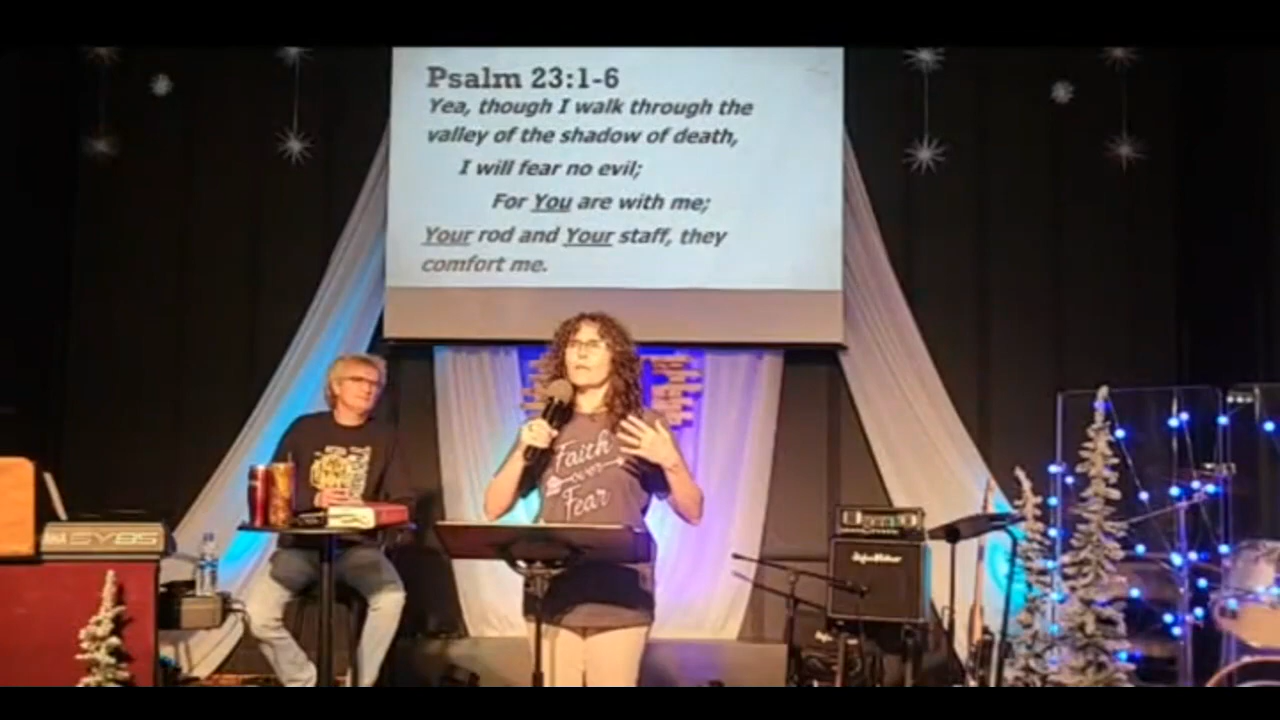 Psalm 23:1-6
Yea, though I walk through the
valley of the shadow of death,
I will fear no evil;
For You are with me;
Your rod and Your staff, they
comfort me.
Faith
over
Fear